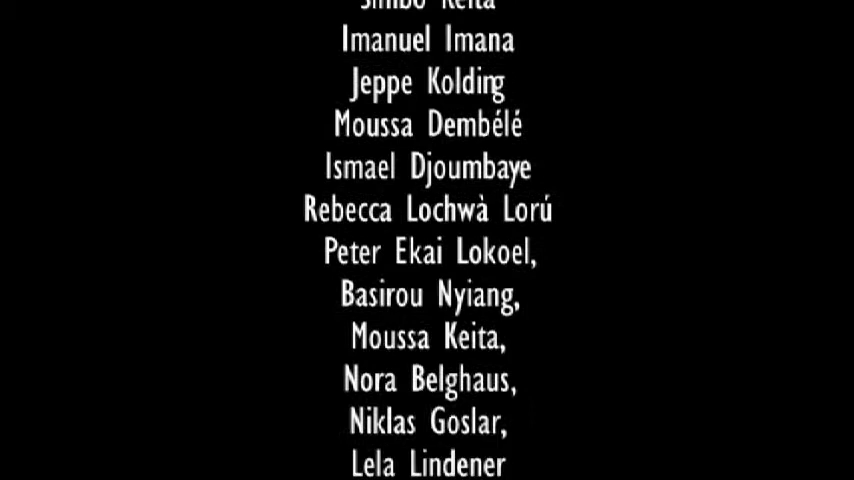 Keita
Imanuel Imana
Jeppe Kolding
Moussa Dembélé
Ismael Djoumbaye
Rebecca Lochwà Lorú
Peter Ekai Lokoel,
Basirou Nyiang,
Moussa Keita,
Nora Belghaus,
Niklas Goslar,
Lela Lindener